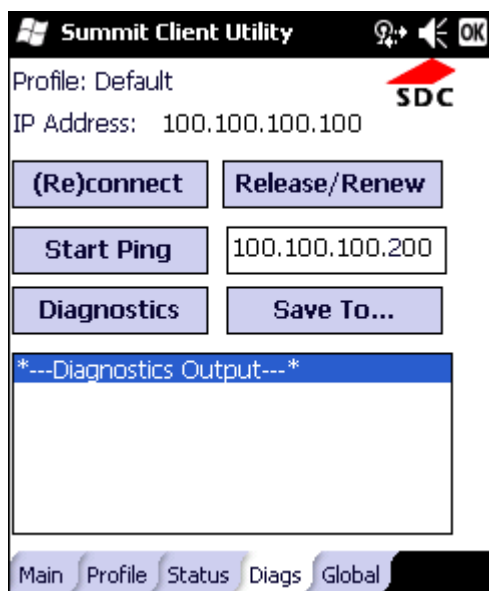 Summit Client Utility OK
Profile: Default
SDC
IP Address: 100.100.100.100
(Re)connect Release/Renew
Start Ping 100.100.100.200
Diagnostics Save To...
*---Diagnostics Output---*
Main Profile Status Diags Global